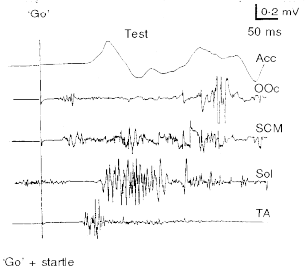 'Go'
0·2 mV
50 ms
Test
Acc
OOc
SCM
Sol
TA
'Go' + startle